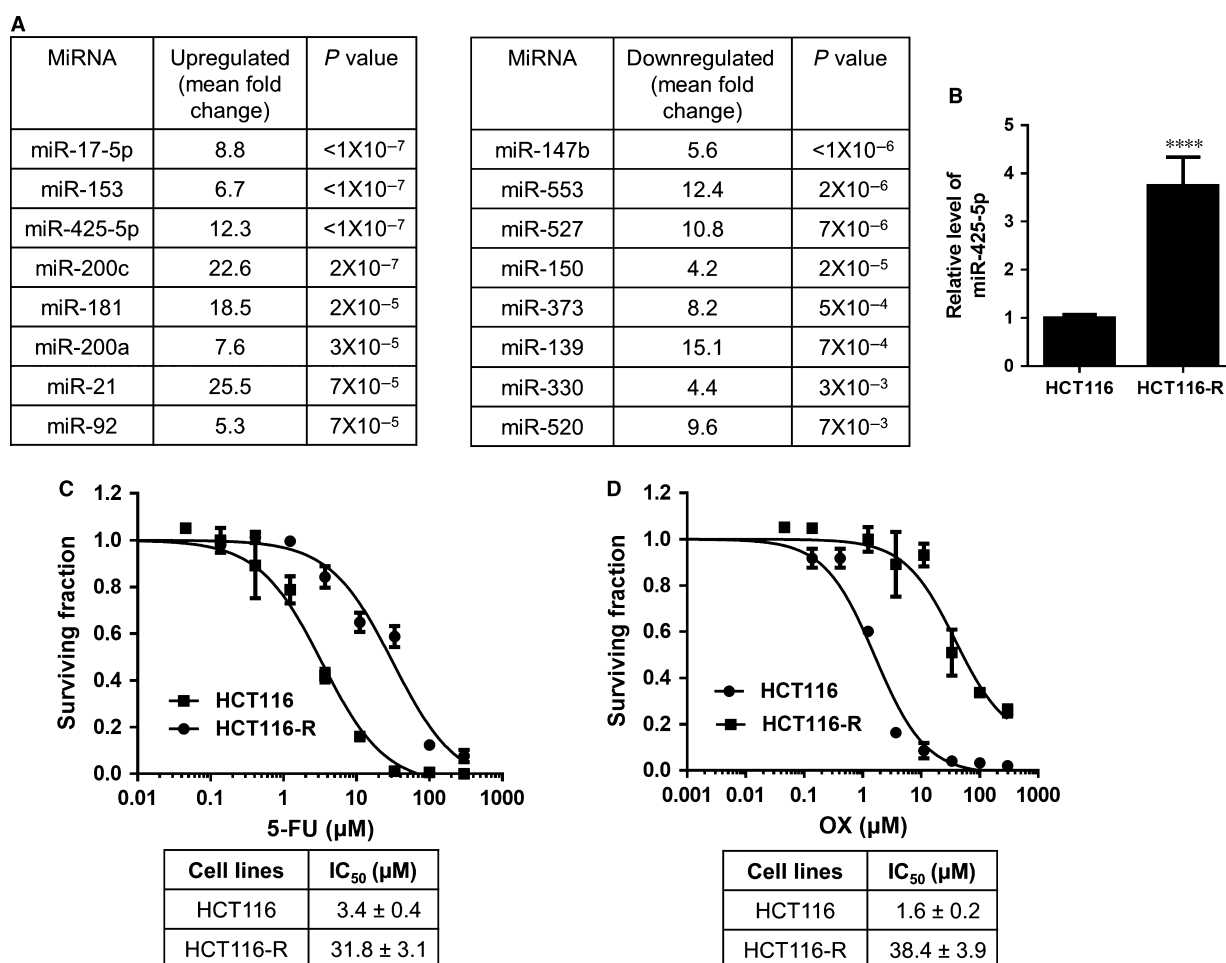 A
MiRNA Upregulated (mean fold change) P value
miR-17-5p 8.8 <1X10⁻⁷
miR-153 6.7 <1X10⁻⁷
miR-425-5p 12.3 <1X10⁻⁷
miR-200c 22.6 2X10⁻⁷
miR-181 18.5 2X10⁻⁵
miR-200a 7.6 3X10⁻⁵
miR-21 25.5 7X10⁻⁵
miR-92 5.3 7X10⁻⁵
MiRNA Downregulated (mean fold change) P value
miR-147b 5.6 <1X10⁻⁶
miR-553 12.4 2X10⁻⁶
miR-527 10.8 7X10⁻⁶
miR-150 4.2 2X10⁻⁵
miR-373 8.2 5X10⁻⁴
miR-139 15.1 7X10⁻⁴
miR-330 4.4 3X10⁻³
miR-520 9.6 7X10⁻³
B
Relative level of
miR-425-5p
5
4
3
2
1
0
****
HCT116 HCT116-R
C
Surviving fraction
1.2
1.0
0.8
0.6
0.4
0.2
0.0
HCT116
HCT116-R
0.01 0.1 1 10 100 1000
5-FU (µM)
Cell lines IC₅₀ (µM)
HCT116 3.4 ± 0.4
HCT116-R 31.8 ± 3.1
D
Surviving fraction
1.2
1.0
0.8
0.6
0.4
0.2
0.0
HCT116
HCT116-R
0.001 0.01 0.1 1 10 100 1000
OX (µM)
Cell lines IC₅₀ (µM)
HCT116 1.6 ± 0.2
HCT116-R 38.4 ± 3.9